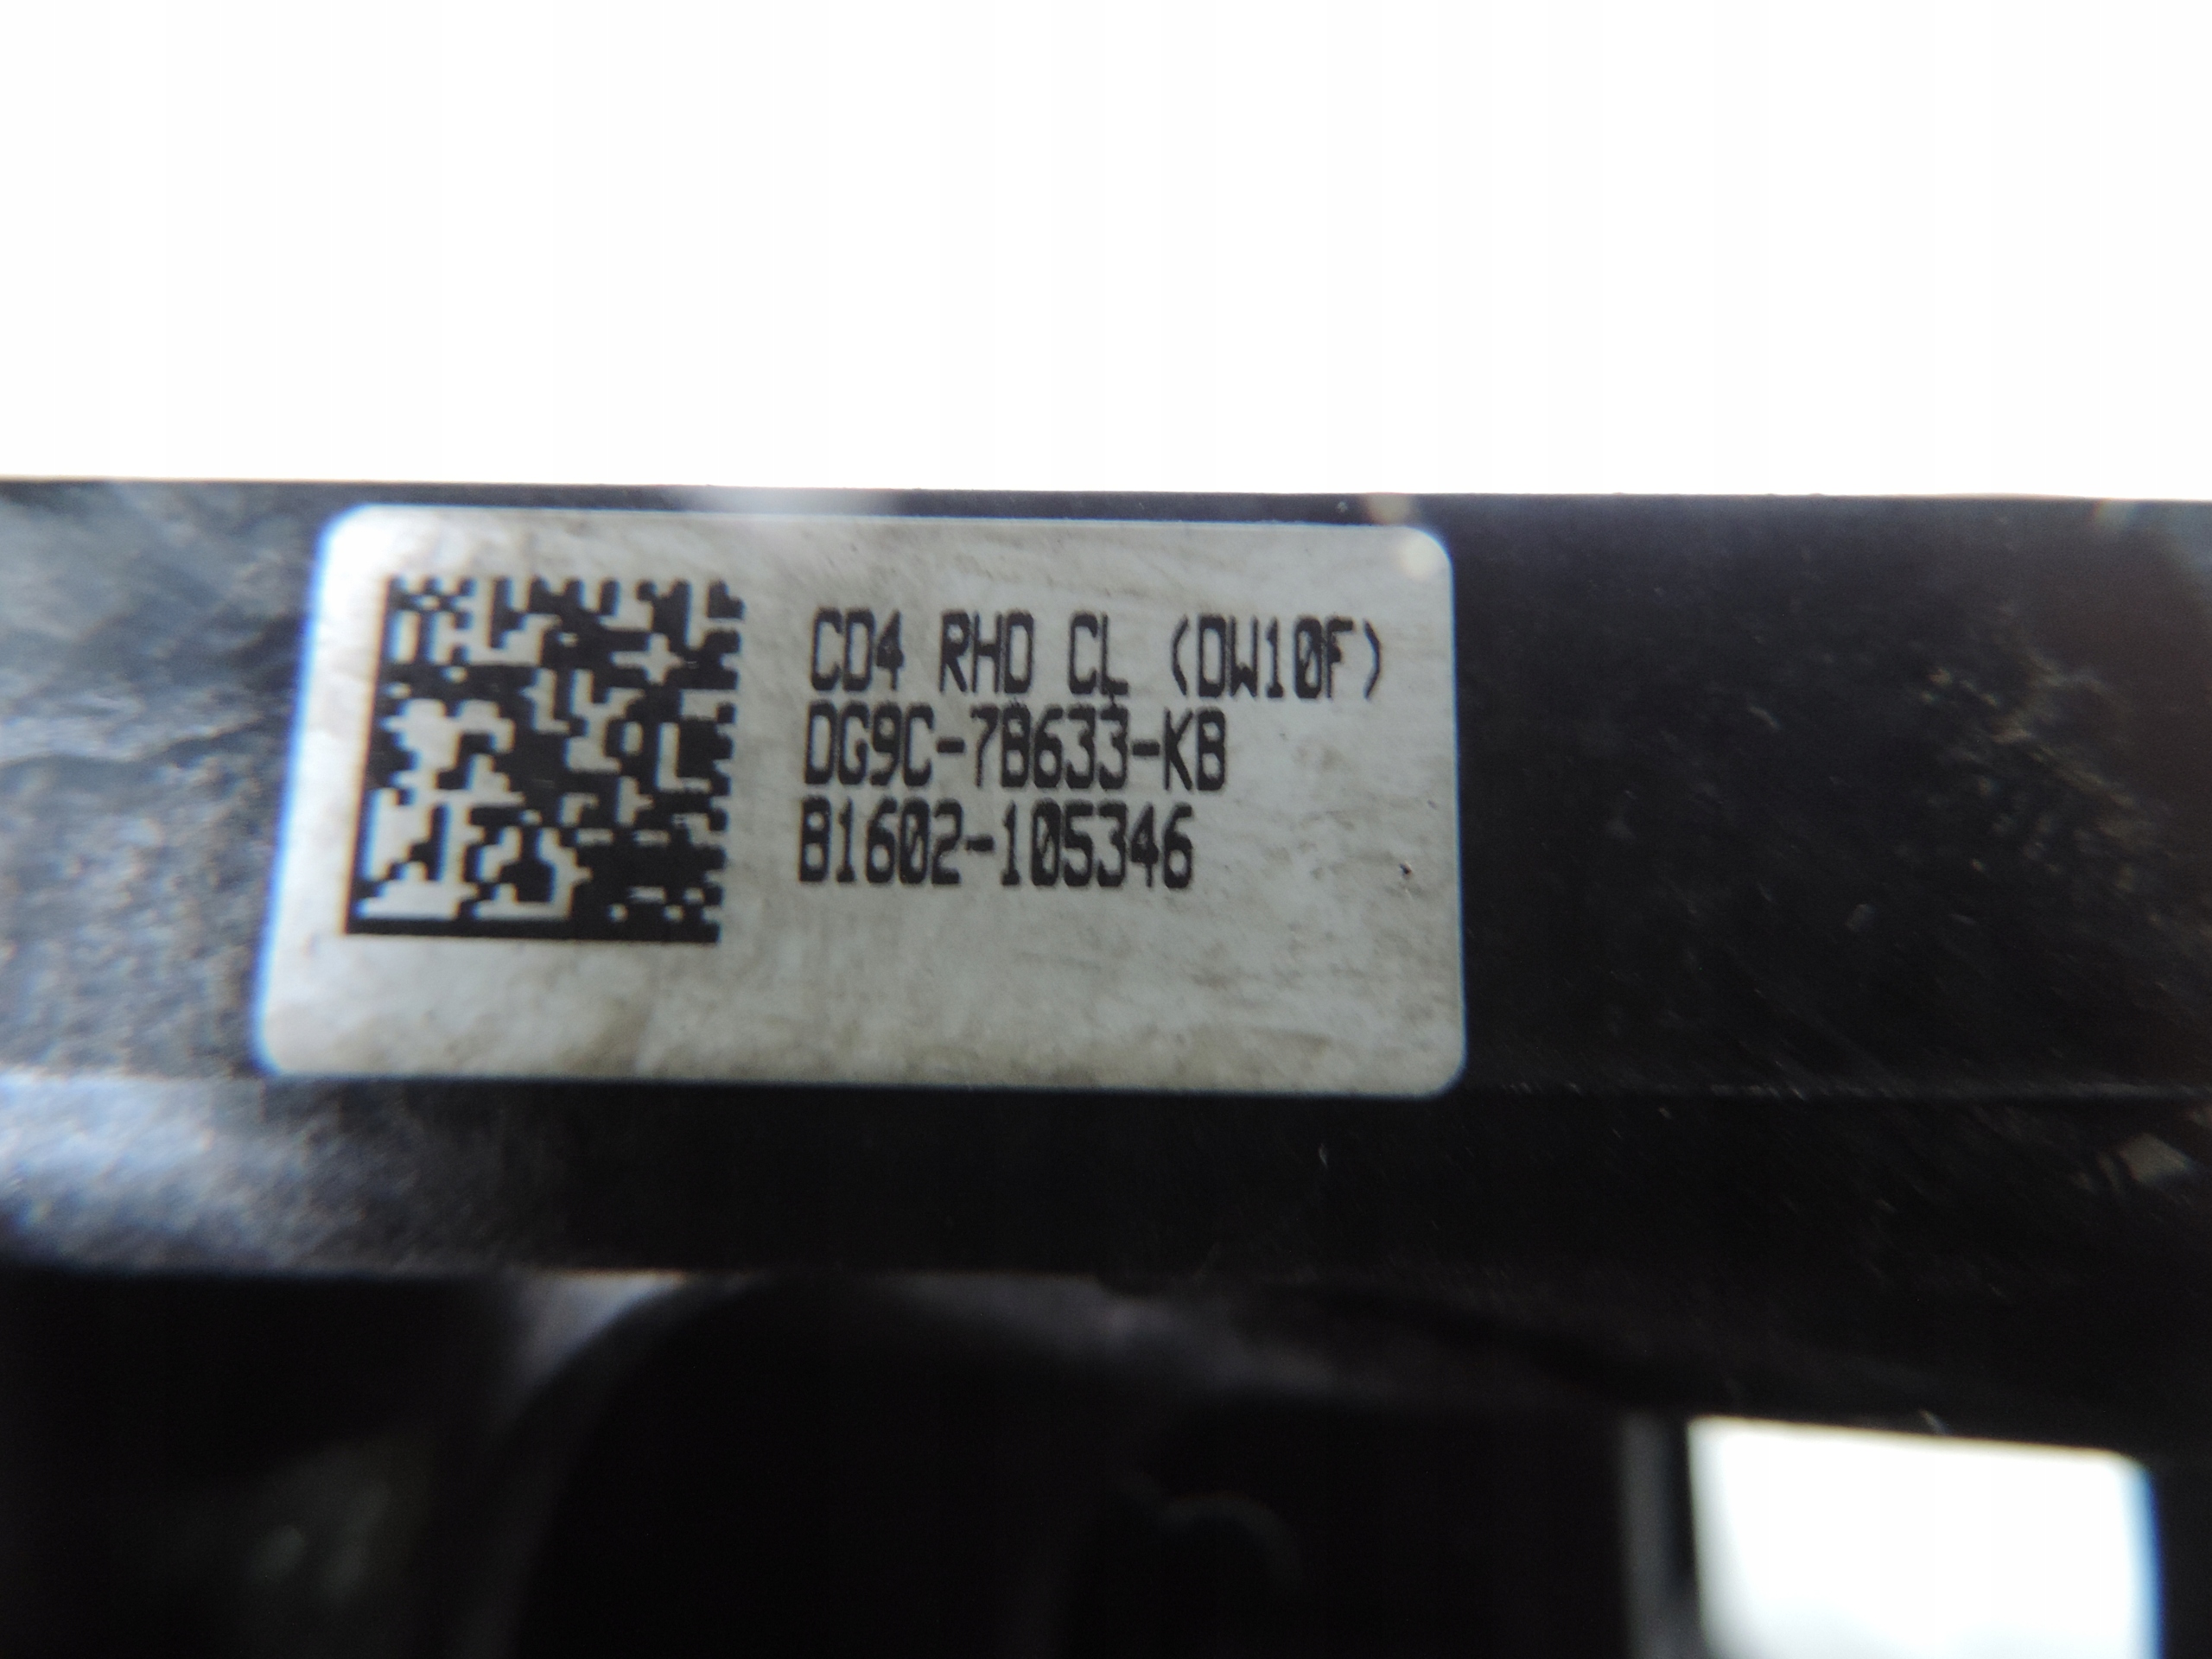 CD4 RHD CL (DW10F)
DG9C-7B633-KB
B1602-105346